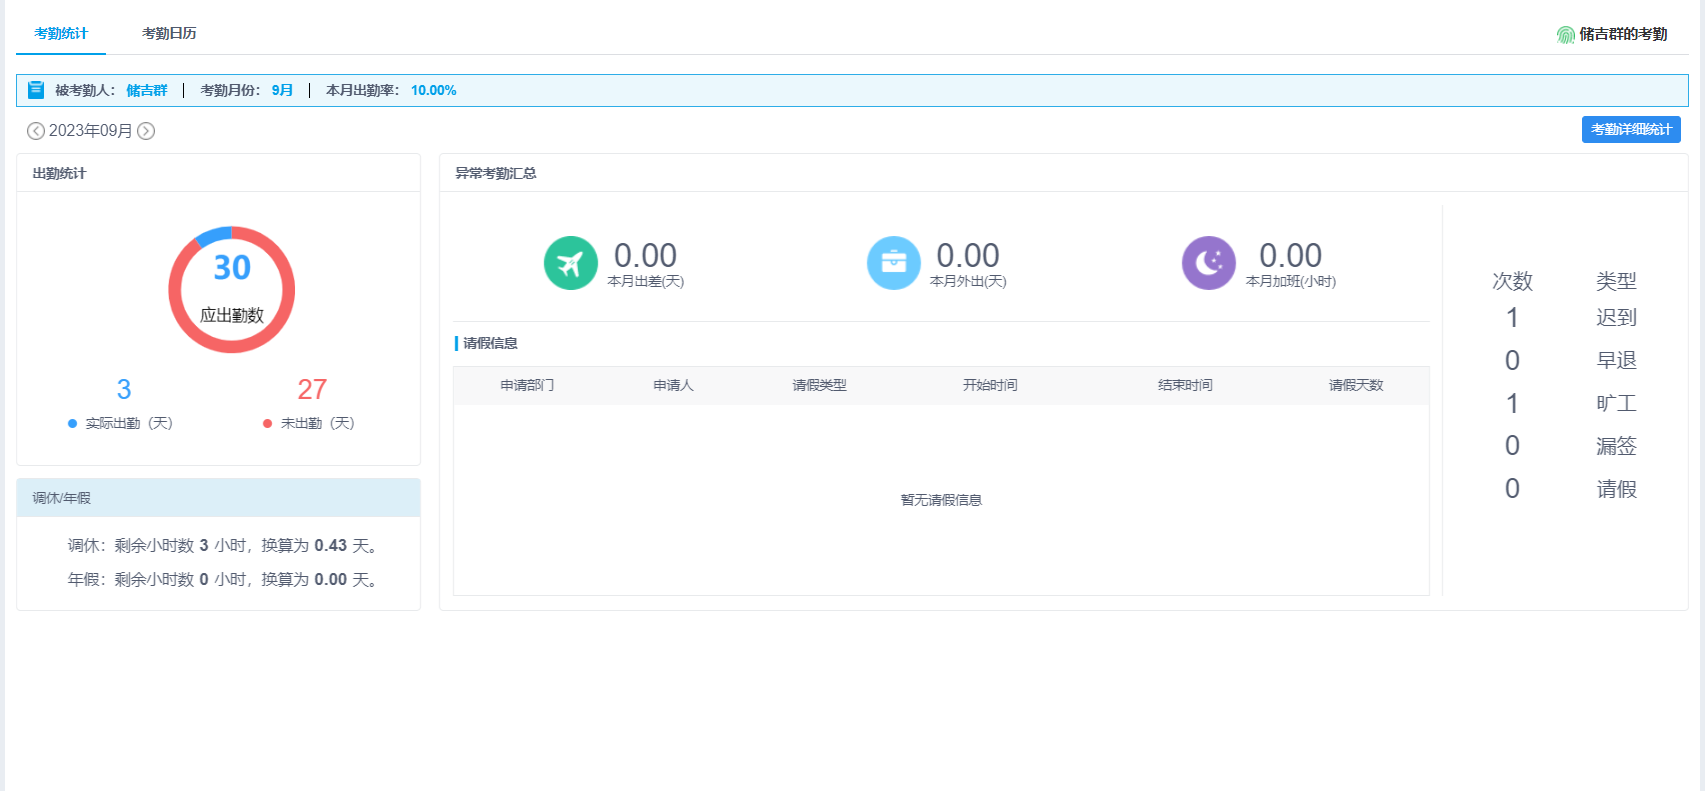 考勤统计
考勤日历
储吉群的考勤
被考勤人： 储吉群 | 考勤月份： 9月 | 本月出勤率： 10.00%
2023年09月
考勤详细统计
出勤统计
30
应出勤数
3
实际出勤（天）
27
未出勤（天）
调休/年假
调休：剩余小时数 3 小时，换算为 0.43 天。
年假：剩余小时数 0 小时，换算为 0.00 天。
异常考勤汇总
0.00
本月出差(天)
0.00
本月外出(天)
0.00
本月加班(小时)
请假信息
申请部门 申请人 请假类型 开始时间 结束时间 请假天数
暂无请假信息
次数 类型
1 迟到
0 早退
1 旷工
0 漏签
0 请假